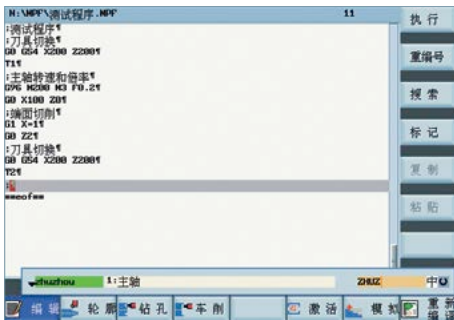 N:\MPF\测试程序.MPF 11
;测试程序¶
;刀具切换¶
G0 G54 X200 Z200¶
T1¶
;主轴转速和倍率¶
G96 M200 M3 F0.2¶
G0 X100 Z0¶
;端面切削¶
G1 X-1¶
G0 Z2¶
;刀具切换¶
G0 G54 X200 Z200¶
T2¶
;¶
==eof==
zhuzhou 1:主轴 ZHUZ 中
执行
重编号
搜索
标记
复制
粘贴
编辑 轮廓 钻孔 车削 激活 模拟 重新编译